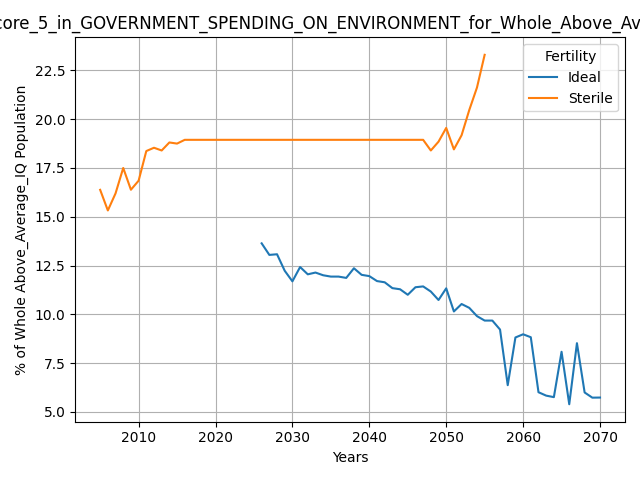 core_5_in_GOVERNMENT_SPENDING_ON_ENVIRONMENT_for_Whole_Above_Av
Fertility
Ideal
Sterile
% of Whole Above_Average_IQ Population
22.5
20.0
17.5
15.0
12.5
10.0
7.5
5.0
2010 2020 2030 2040 2050 2060 2070
Years